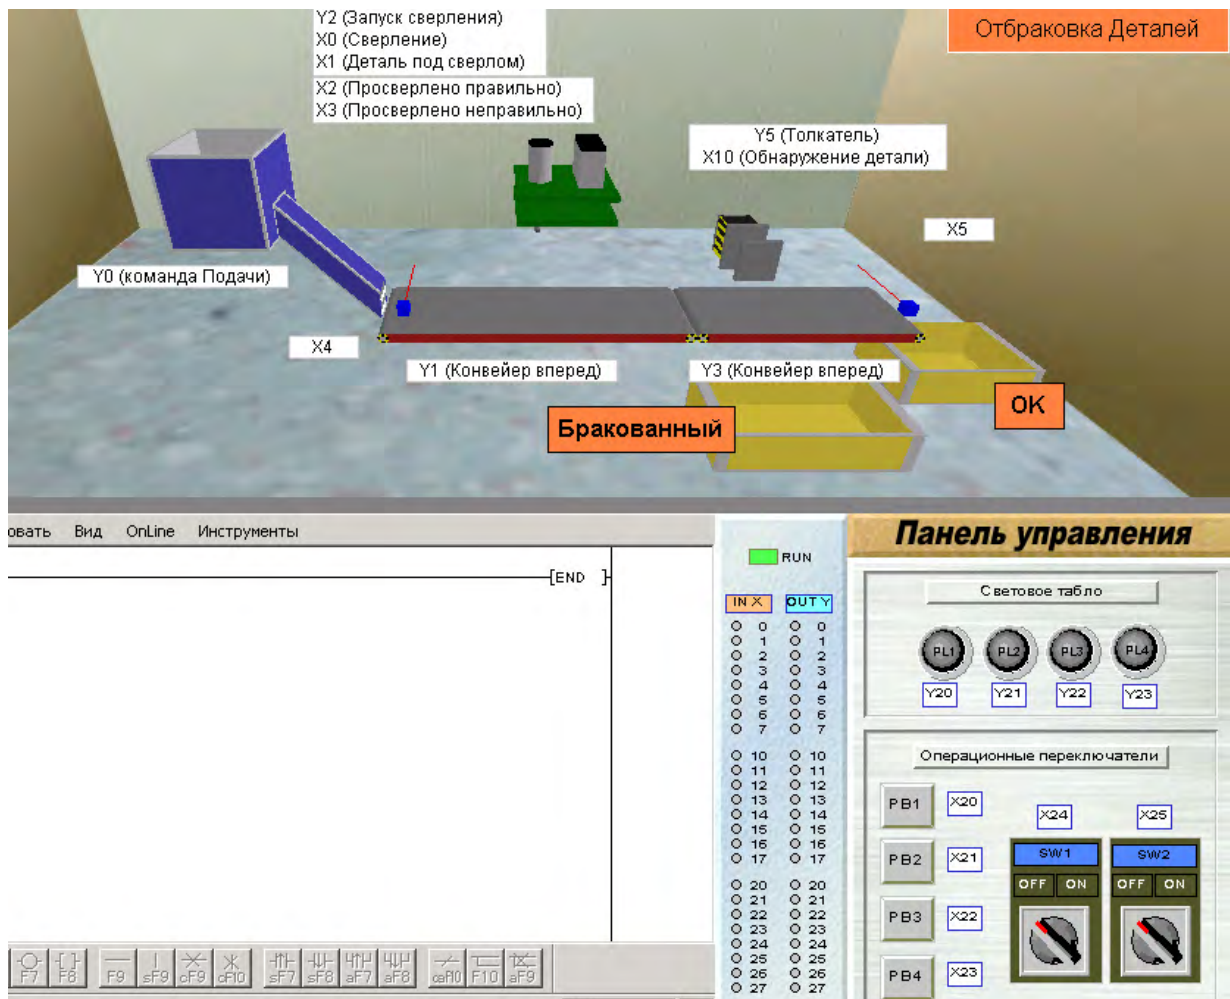 Y2 (Запуск сверления)
X0 (Сверление)
X1 (Деталь под сверлом)
X2 (Просверлено правильно)
X3 (Просверлено неправильно)
Отбраковка Деталей
Y5 (Толкатель)
X10 (Обнаружение детали)
X5
Y0 (команда Подачи)
X4
Y1 (Конвейер вперед)
Y3 (Конвейер вперед)
OK
Бракованный
овать Вид OnLine Инструменты
[END ]
RUN
IN X OUT Y
0 0
1 1
2 2
3 3
4 4
5 5
6 6
7 7
10 10
11 11
12 12
13 13
14 14
15 15
16 16
17 17
20 20
21 21
22 22
23 23
24 24
25 25
26 26
27 27
Панель управления
Световое табло
PL1 PL2 PL3 PL4
Y20 Y21 Y22 Y23
Операционные переключатели
PB1 X20
X24 X25
PB2 X21
SW1 SW2
OFF ON OFF ON
PB3 X22
PB4 X23
F7 F8 F9 sF9 cF9 cF10 sF7 sF8 aF7 aF8 caF10 F10 aF9